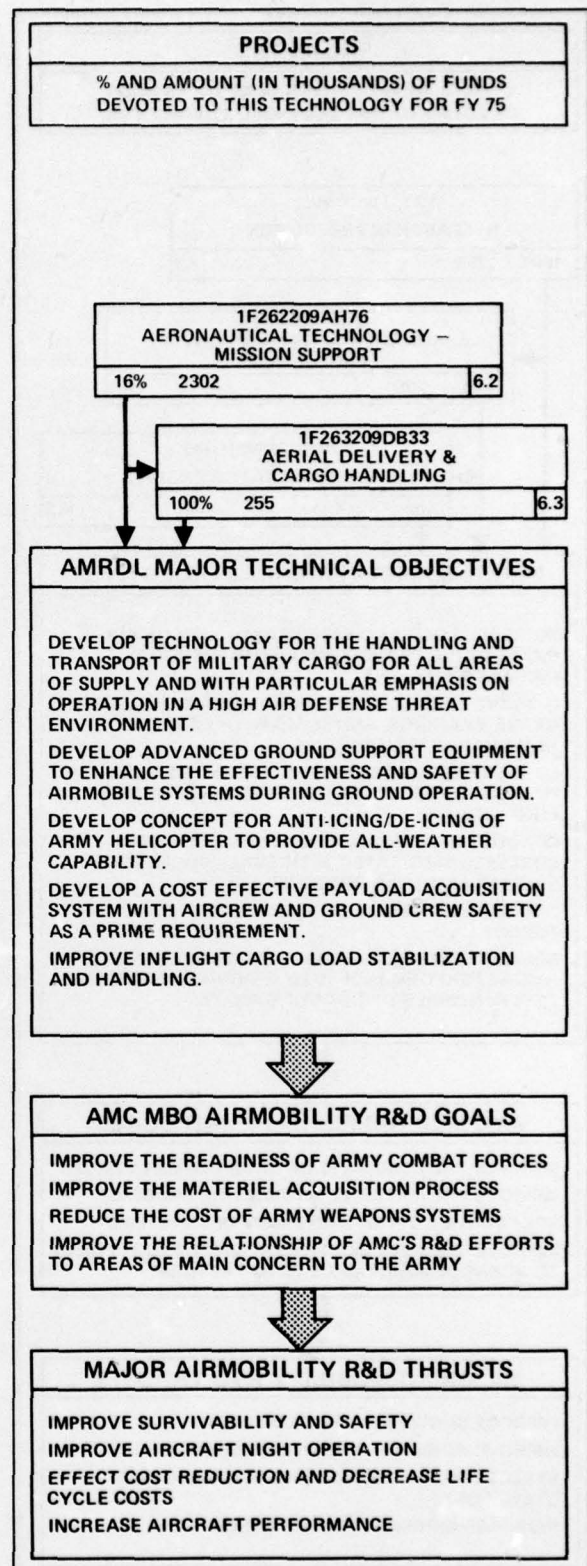 PROJECTS
% AND AMOUNT (IN THOUSANDS) OF FUNDS
DEVOTED TO THIS TECHNOLOGY FOR FY 75
1F262209AH76
AERONAUTICAL TECHNOLOGY –
MISSION SUPPORT
16% 2302 6.2
1F263209DB33
AERIAL DELIVERY &
CARGO HANDLING
100% 255 6.3
AMRDL MAJOR TECHNICAL OBJECTIVES
DEVELOP TECHNOLOGY FOR THE HANDLING AND
TRANSPORT OF MILITARY CARGO FOR ALL AREAS
OF SUPPLY AND WITH PARTICULAR EMPHASIS ON
OPERATION IN A HIGH AIR DEFENSE THREAT
ENVIRONMENT.
DEVELOP ADVANCED GROUND SUPPORT EQUIPMENT
TO ENHANCE THE EFFECTIVENESS AND SAFETY OF
AIRMOBILE SYSTEMS DURING GROUND OPERATION.
DEVELOP CONCEPT FOR ANTI-ICING/DE-ICING OF
ARMY HELICOPTER TO PROVIDE ALL-WEATHER
CAPABILITY.
DEVELOP A COST EFFECTIVE PAYLOAD ACQUISITION
SYSTEM WITH AIRCREW AND GROUND CREW SAFETY
AS A PRIME REQUIREMENT.
IMPROVE INFLIGHT CARGO LOAD STABILIZATION
AND HANDLING.
AMC MBO AIRMOBILITY R&D GOALS
IMPROVE THE READINESS OF ARMY COMBAT FORCES
IMPROVE THE MATERIEL ACQUISITION PROCESS
REDUCE THE COST OF ARMY WEAPONS SYSTEMS
IMPROVE THE RELATIONSHIP OF AMC'S R&D EFFORTS
TO AREAS OF MAIN CONCERN TO THE ARMY
MAJOR AIRMOBILITY R&D THRUSTS
IMPROVE SURVIVABILITY AND SAFETY
IMPROVE AIRCRAFT NIGHT OPERATION
EFFECT COST REDUCTION AND DECREASE LIFE
CYCLE COSTS
INCREASE AIRCRAFT PERFORMANCE